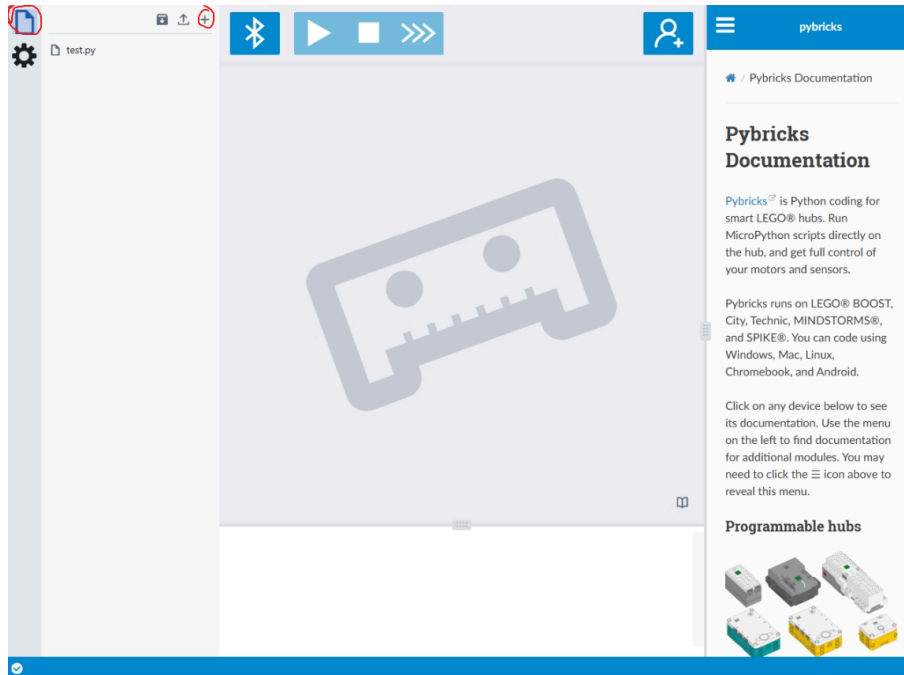 test.py
pybricks
/ Pybricks Documentation
Pybricks
Documentation
Pybricks is Python coding for
smart LEGO® hubs. Run
MicroPython scripts directly on
the hub, and get full control of
your motors and sensors.
Pybricks runs on LEGO® BOOST,
City, Technic, MINDSTORMS®,
and SPIKE®. You can code using
Windows, Mac, Linux,
Chromebook, and Android.
Click on any device below to see
its documentation. Use the menu
on the left to find documentation
for additional modules. You may
need to click the ☰ icon above to
reveal this menu.
Programmable hubs